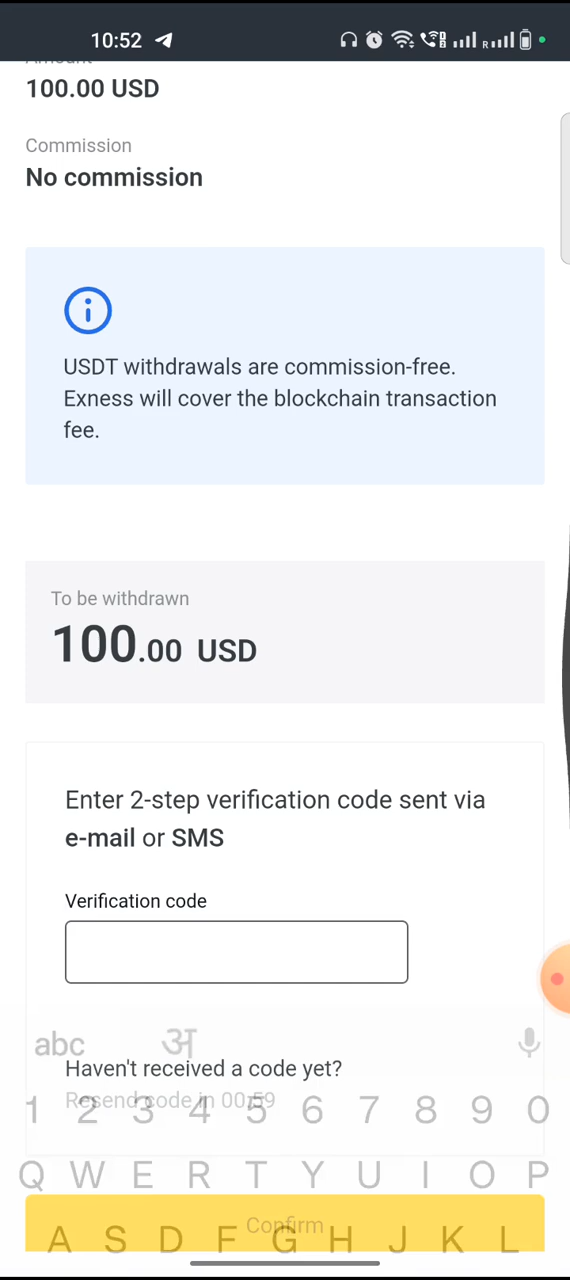 10:52
Amount
100.00 USD
Commission
No commission
USDT withdrawals are commission-free.
Exness will cover the blockchain transaction
fee.
To be withdrawn
100.00 USD
Enter 2-step verification code sent via
e-mail or SMS
Verification code
abc अ
Haven't received a code yet?
Resend code in 00:59
1 2 3 4 5 6 7 8 9 0
Q W E R T Y U I O P
Confirm
A S D F G H J K L